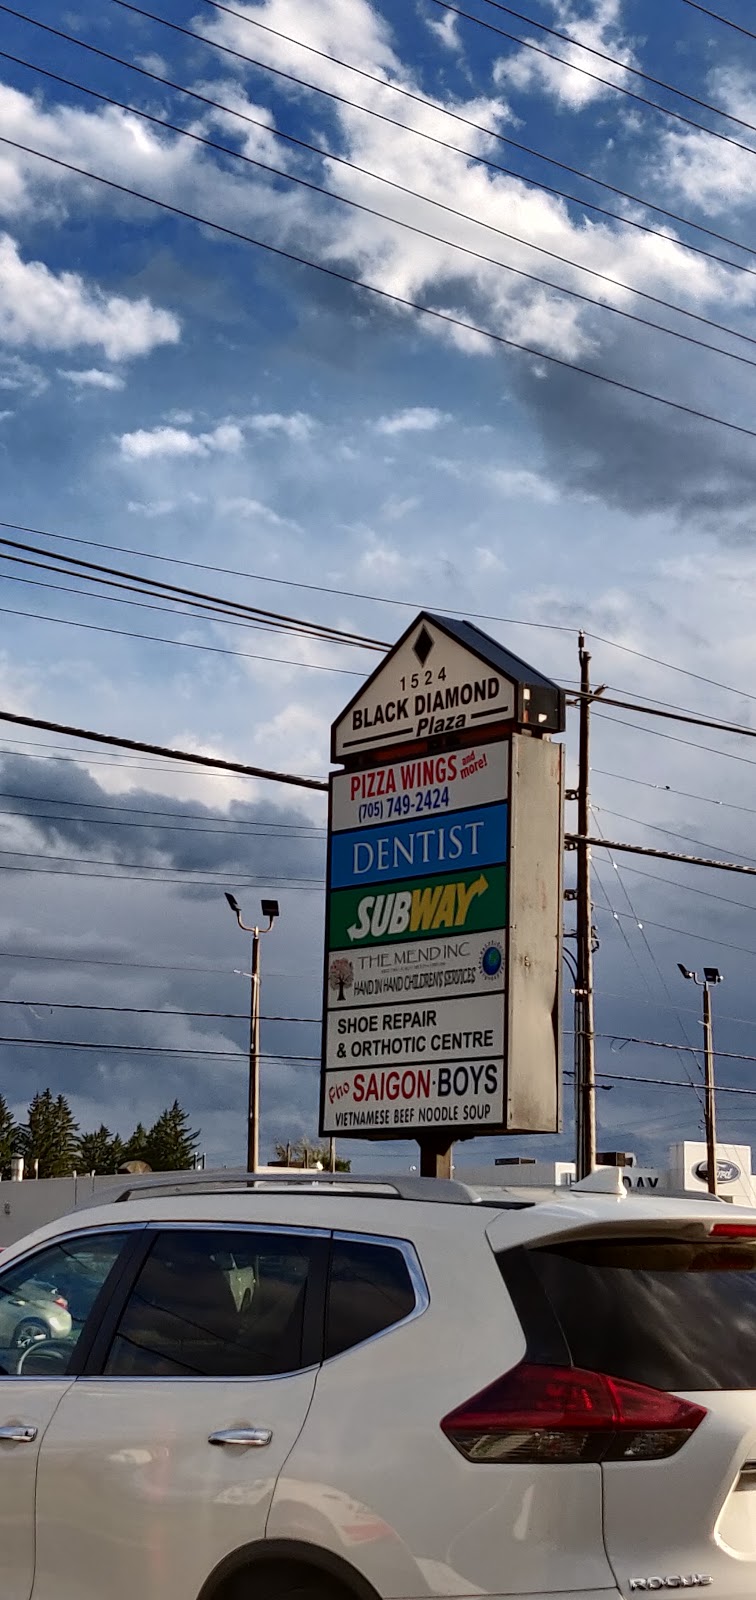 1524
BLACK DIAMOND
Plaza
PIZZA WINGS and more!
(705) 749-2424
DENTIST
SUBWAY
THE MEND INC
HAND IN HAND CHILDREN'S SERVICES
SHOE REPAIR
& ORTHOTIC CENTRE
Pho SAIGON·BOYS
VIETNAMESE BEEF NOODLE SOUP
Ford
ROGUE